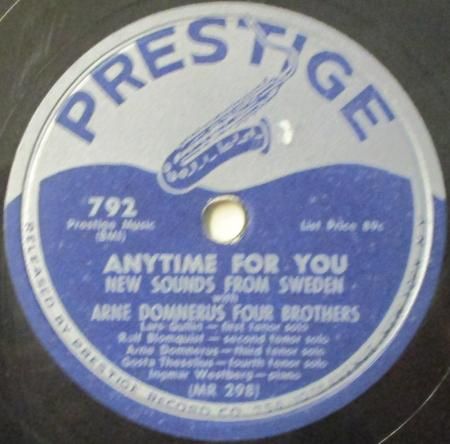 PRESTIGE
792
Prestige Music
(BMI)
List Price 89c
ANYTIME FOR YOU
NEW SOUNDS FROM SWEDEN
with
ARNE DOMNERUS FOUR BROTHERS
Lars Gullin — first tenor solo
Rolf Blomquist — second tenor solo
Arne Domnerus — third tenor solo
Gosta Theselius — fourth tenor solo
Ingmar Westberg — piano
(MR 298)
RELEASED BY PRESTIGE RECORD CO.